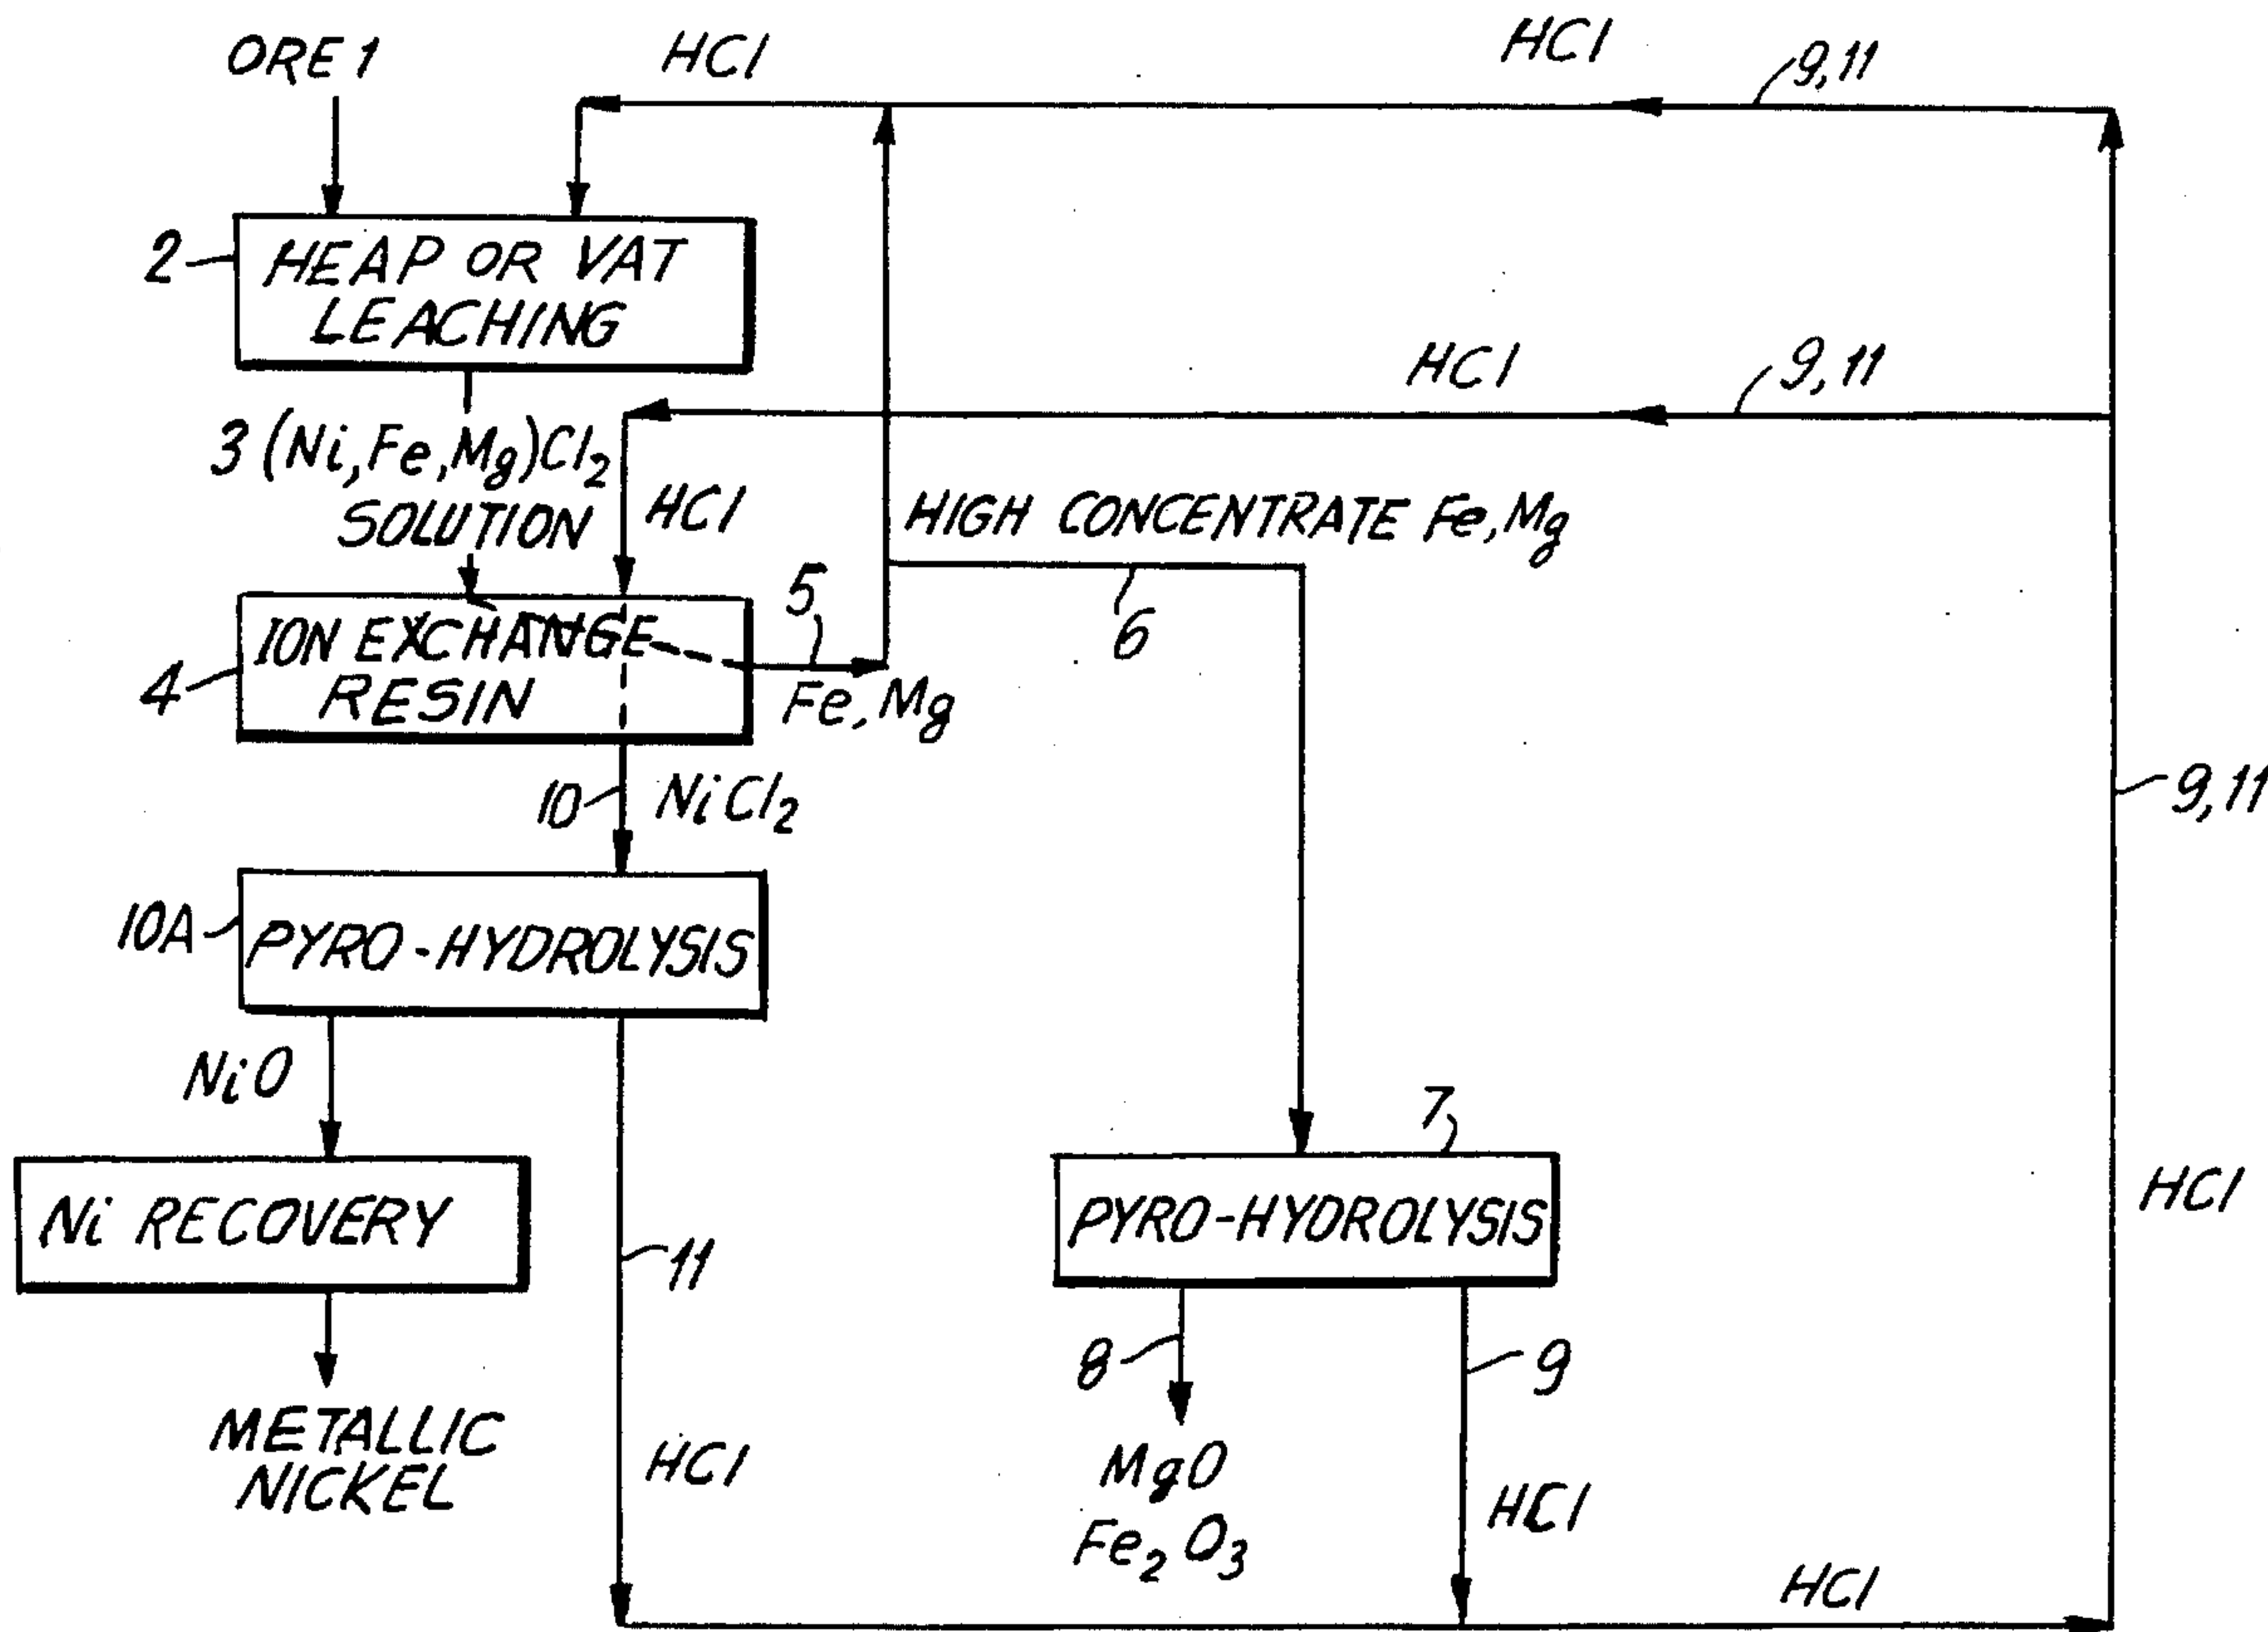 ORE 1
HCl
HCl
9,11
2
HEAP OR VAT
LEACHING
HCl
9,11
3 (Ni,Fe,Mg)Cl2
SOLUTION
HCl
HIGH CONCENTRATE Fe,Mg
5
6
4
ION EXCHANGE
RESIN
Fe,Mg
10
NiCl2
9,11
10A
PYRO-HYDROLYSIS
NiO
7
Ni RECOVERY
11
PYRO-HYDROLYSIS
HCl
8
9
METALLIC
NICKEL
HCl
MgO
Fe2O3
HCl
HCl